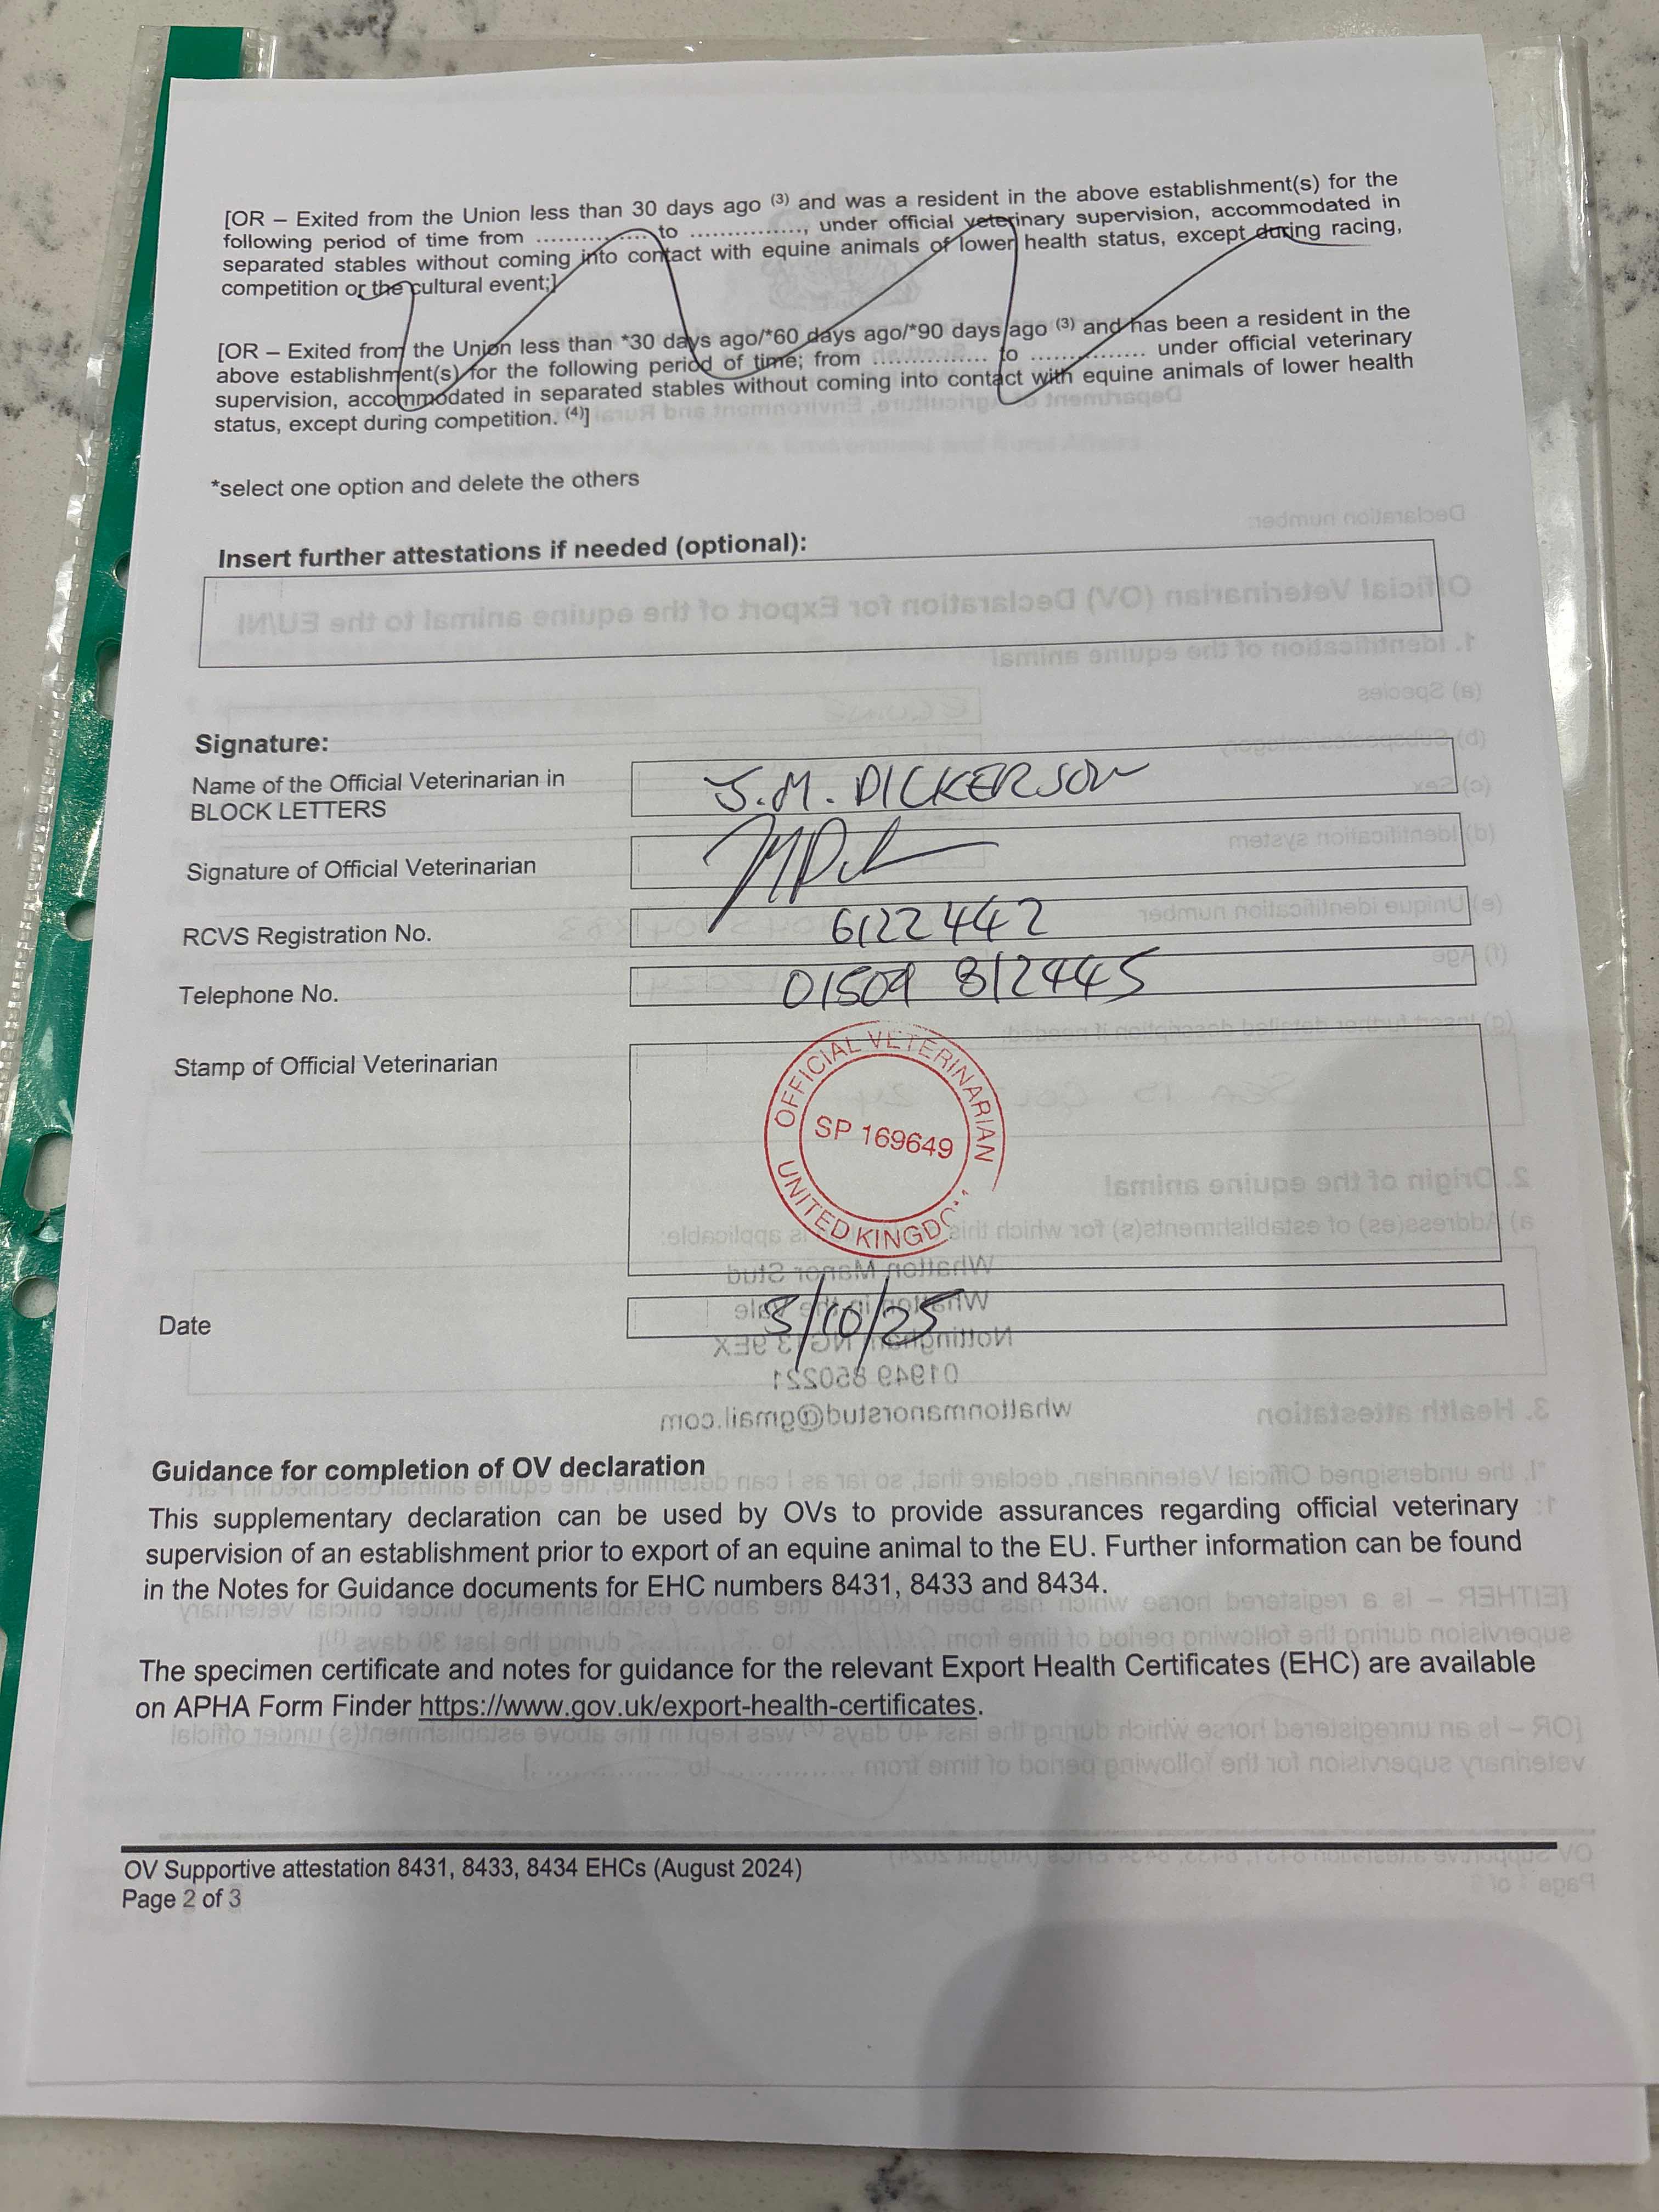 [OR – Exited from the Union less than 30 days ago (3) and was a resident in the above establishment(s) for the
following period of time from ................ to ................, under official veterinary supervision, accommodated in
separated stables without coming into contact with equine animals of lower health status, except during racing,
competition or the cultural event;]
[OR – Exited from the Union less than *30 days ago/*60 days ago/*90 days ago (3) and has been a resident in the
above establishment(s) for the following period of time; from ................ to ................ under official veterinary
supervision, accommodated in separated stables without coming into contact with equine animals of lower health
status, except during competition. (4)]
*select one option and delete the others
Insert further attestations if needed (optional):
Signature:
Name of the Official Veterinarian in
BLOCK LETTERS
J.M. DICKERSON
Signature of Official Veterinarian
RCVS Registration No.
6122442
Telephone No.
01509 812445
Stamp of Official Veterinarian
OFFICIAL VETERINARIAN
SP 169649
UNITED KINGDO
Date
3/10/25
Guidance for completion of OV declaration
This supplementary declaration can be used by OVs to provide assurances regarding official veterinary
supervision of an establishment prior to export of an equine animal to the EU. Further information can be found
in the Notes for Guidance documents for EHC numbers 8431, 8433 and 8434.
The specimen certificate and notes for guidance for the relevant Export Health Certificates (EHC) are available
on APHA Form Finder https://www.gov.uk/export-health-certificates.
OV Supportive attestation 8431, 8433, 8434 EHCs (August 2024)
Page 2 of 3